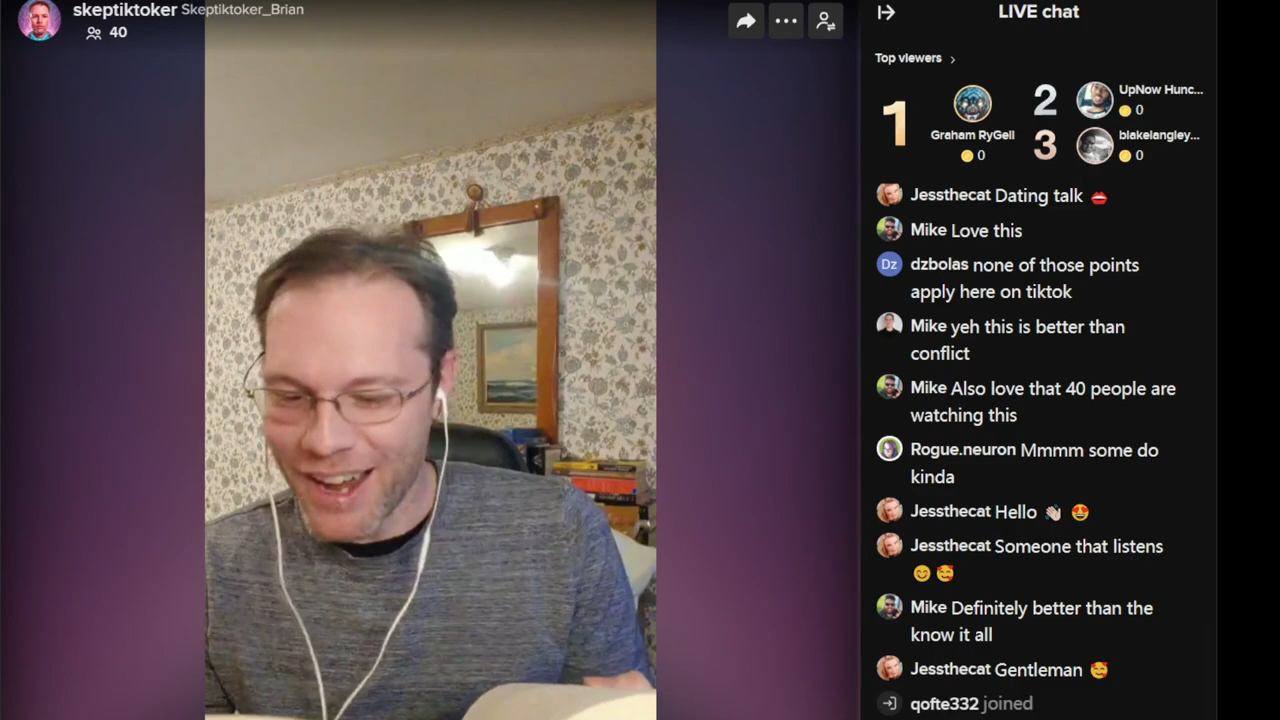 skeptiktoker Skeptiktoker_Brian
40
LIVE chat
Top viewers
1
Graham RyGell
0
2
UpNow Hunc...
0
3
blakelangley...
0
Jessthecat Dating talk 👄
Mike Love this
Dz
dzbolas none of those points
apply here on tiktok
Mike yeh this is better than
conflict
Mike Also love that 40 people are
watching this
Rogue.neuron Mmmm some do
kinda
Jessthecat Hello 👋🏻 😍
Jessthecat Someone that listens
😊 🥰
Mike Definitely better than the
know it all
Jessthecat Gentleman 🥰
qofte332 joined